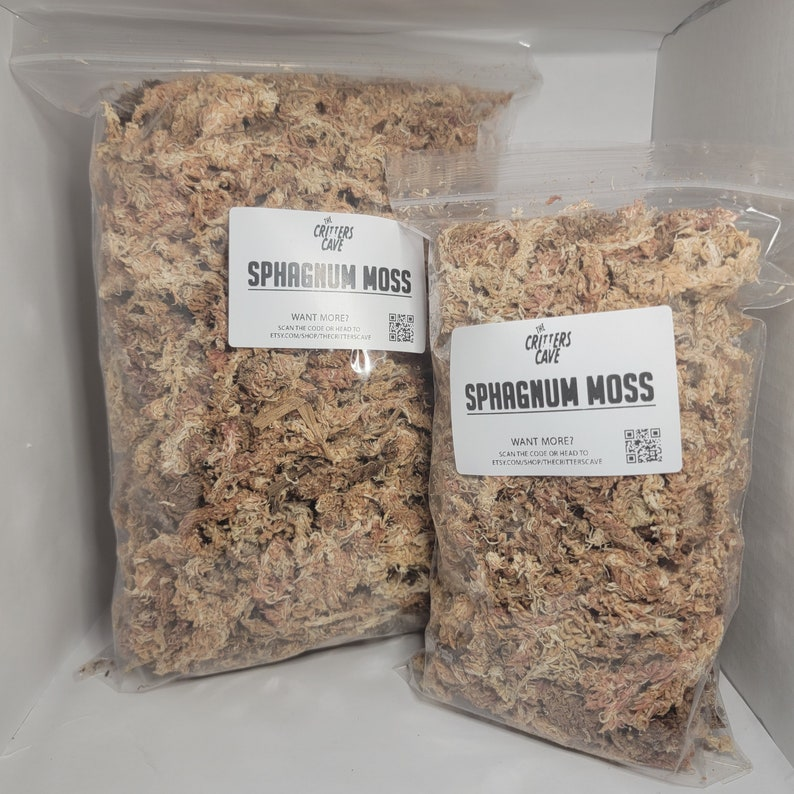 THE
CRITTERS
CAVE
SPHAGNUM MOSS
WANT MORE?
SCAN THE CODE OR HEAD TO
ETSY.COM/SHOP/THECRITTERSCAVE
THE
CRITTERS
CAVE
SPHAGNUM MOSS
WANT MORE?
SCAN THE CODE OR HEAD TO
ETSY.COM/SHOP/THECRITTERSCAVE